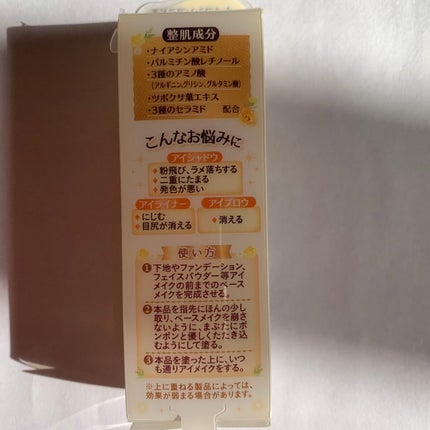 整肌成分
・ナイアシンアミド
・パルミチン酸レチノール
・3種のアミノ酸
(アルギニン,グリシン,グルタミン酸)
・ツボクサ葉エキス
・3種のセラミド 配合
こんなお悩みに
アイシャドウ
粉飛び、ラメ落ちする
二重にたまる
発色が悪い
アイライナー
にじむ
目尻が消える
アイブロウ
消える
使い方
1 下地やファンデーション、
フェイスパウダー等アイ
メイクの前までのベース
メイクを完成させる。
2 本品を指先にほんの少し
取り、ベースメイクを崩さ
ないように、まぶたにポ
ンポンと優しくたたき込
むようにして塗る。
3 本品を塗った上に、いつ
も通りアイメイクをする。
※上に重ねる製品によっては、
効果が弱まる場合があります。